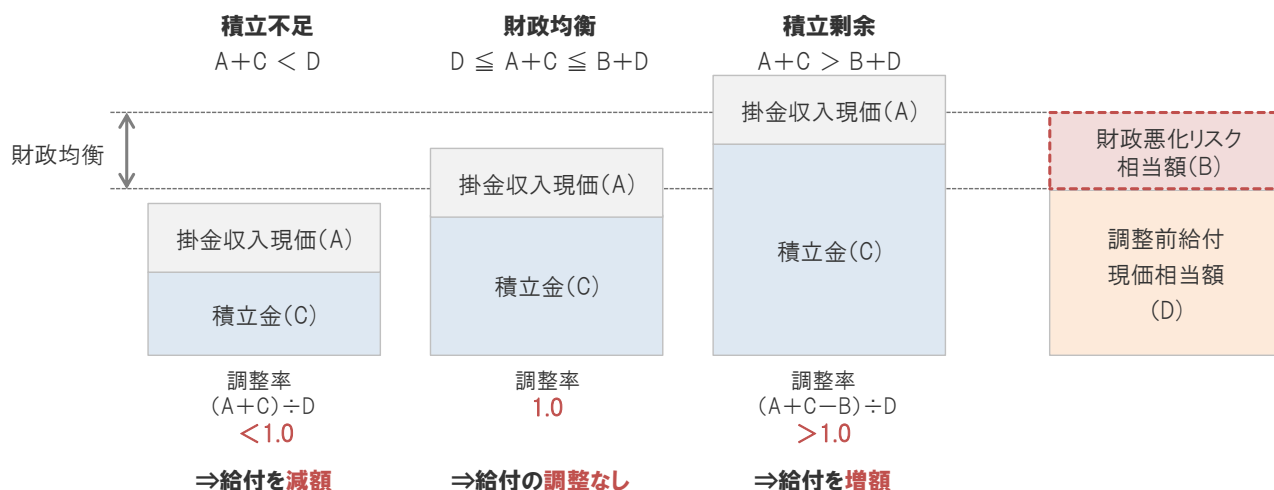 積立不足
A+C < D
財政均衡
D ≦ A+C ≦ B+D
積立剰余
A+C > B+D
財政均衡
掛金収入現価(A)
積立金(C)
掛金収入現価(A)
積立金(C)
掛金収入現価(A)
積立金(C)
財政悪化リスク
相当額(B)
調整前給付
現価相当額
(D)
調整率
(A+C)÷D
<1.0
⇒給付を減額
調整率
1.0
⇒給付の調整なし
調整率
(A+C-B)÷D
>1.0
⇒給付を増額